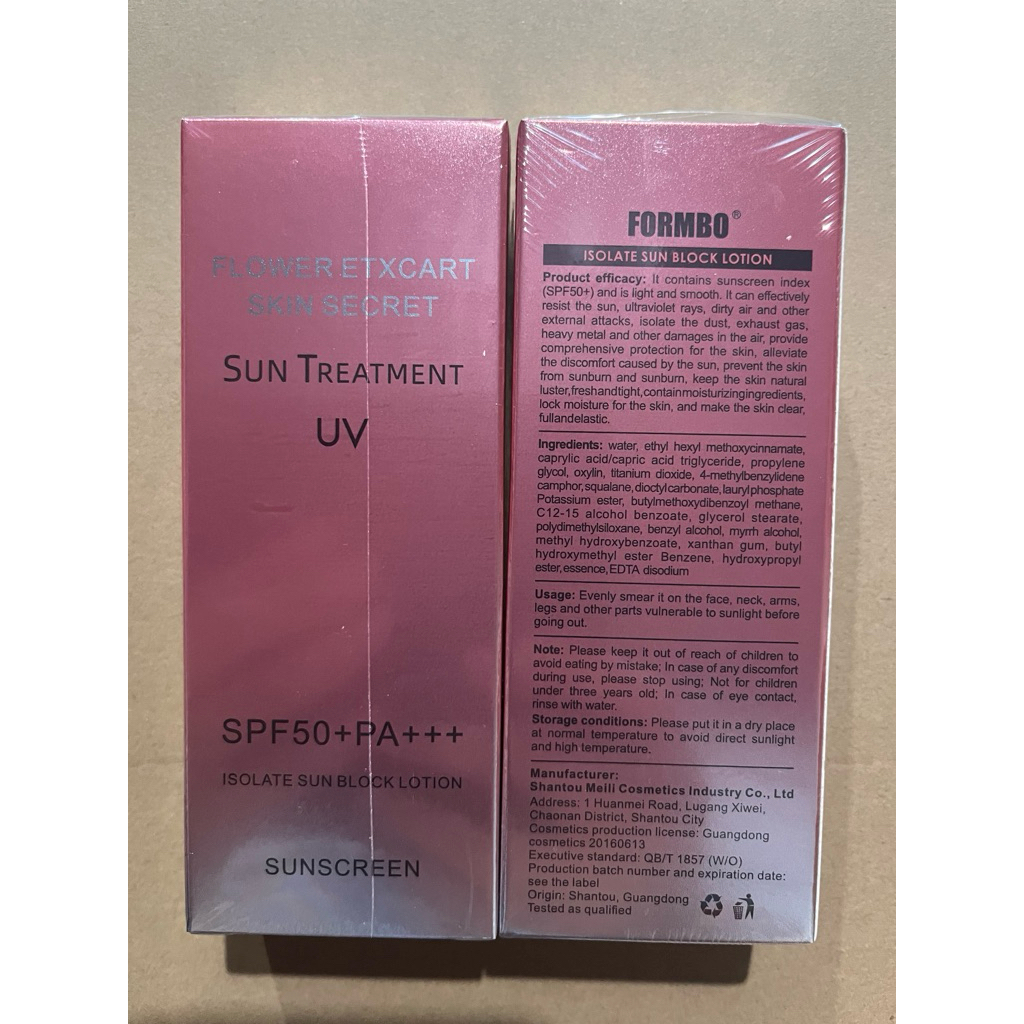 FLOWER.ETXCART
SKIN SECRET
SUN TREATMENT
UV
SPF50+PA+++
ISOLATE SUN BLOCK LOTION
SUNSCREEN
FORMBO®
ISOLATE SUN BLOCK LOTION
Product efficacy: It contains sunscreen index
(SPF50+) and is light and smooth. It can effectively
resist the sun, ultraviolet rays, dirty air and other
external attacks, isolate the dust, exhaust gas,
heavy metal and other damages in the air, provide
comprehensive protection for the skin, alleviate
the discomfort caused by the sun, prevent the skin
from sunburn and sunburn, keep the skin natural
luster,freshandtight,containmoisturizingingredients,
lock moisture for the skin, and make the skin clear,
fullandelastic.
Ingredients: water, ethyl hexyl methoxycinnamate,
caprylic acid/capric acid triglyceride, propylene
glycol, oxylin, titanium dioxide, 4-methylbenzylidene
camphor, squalane, dioctyl carbonate, lauryl phosphate
Potassium ester, butylmethoxydibenzoyl methane,
C12-15 alcohol benzoate, glycerol stearate,
polydimethylsiloxane, benzyl alcohol, myrrh alcohol,
methyl hydroxybenzoate, xanthan gum, butyl
hydroxymethyl ester Benzene, hydroxypropyl
ester, essence, EDTA disodium
Usage: Evenly smear it on the face, neck, arms,
legs and other parts vulnerable to sunlight before
going out.
Note: Please keep it out of reach of children to
avoid eating by mistake; In case of any discomfort
during use, please stop using; Not for children
under three years old; In case of eye contact,
rinse with water.
Storage conditions: Please put it in a dry place
at normal temperature to avoid direct sunlight
and high temperature.
Manufacturer:
Shantou Meili Cosmetics Industry Co., Ltd
Address: 1 Huanmei Road, Lugang Xiwei,
Chaonan District, Shantou City
Cosmetics production license: Guangdong
cosmetics 20160613
Executive standard: QB/T 1857 (W/O)
Production batch number and expiration date:
see the label
Origin: Shantou, Guangdong
Tested as qualified